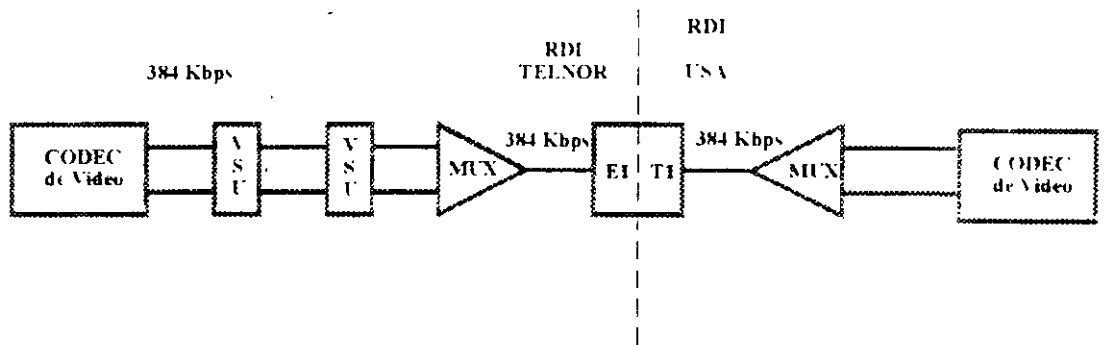 RDI
USA
RDI
TELNOR
384 Kbps
CODEC
de Video
V
S
U
V
S
U
MUX
384 Kbps
E1
T1
384 Kbps
MUX
CODEC
de Video